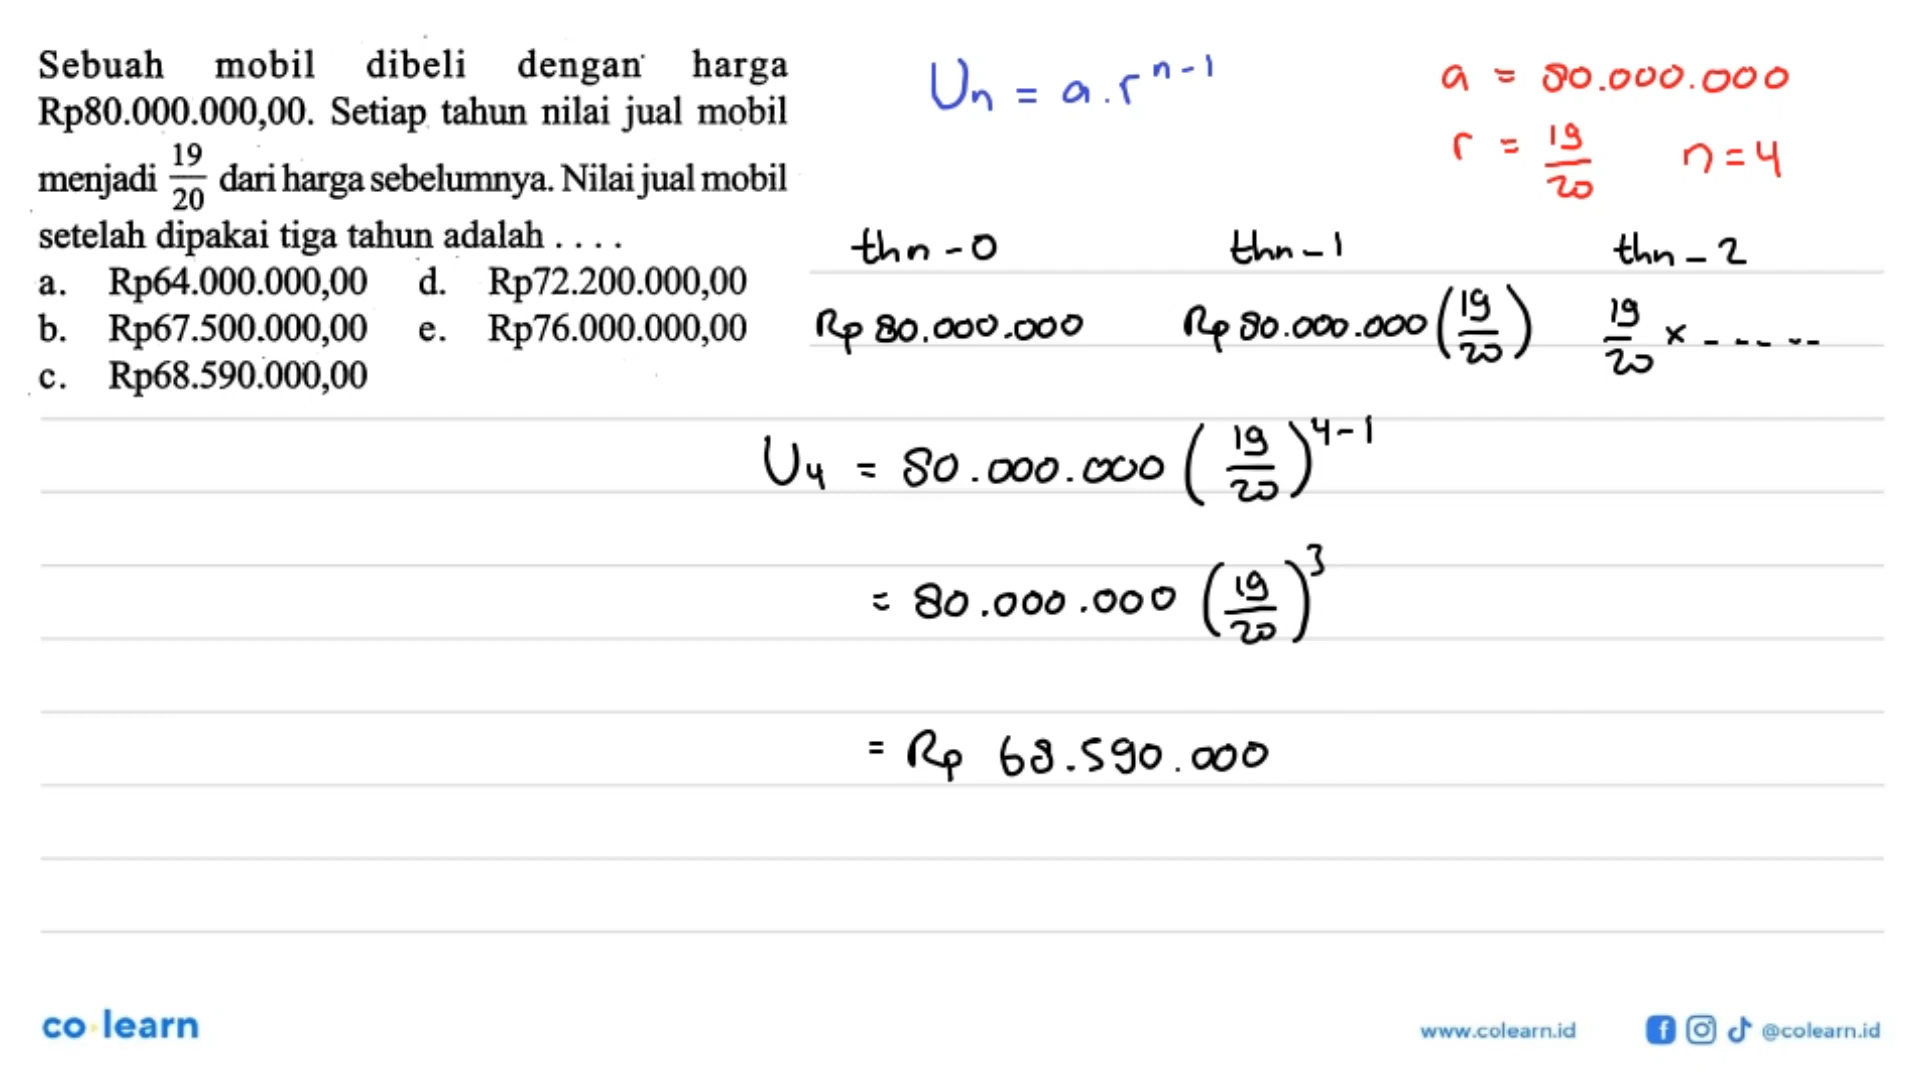 Sebuah mobil dibeli dengan harga
Rp80.000.000,00. Setiap tahun nilai jual mobil
menjadi 19/20 dari harga sebelumnya. Nilai jual mobil
setelah dipakai tiga tahun adalah . . . .
a. Rp64.000.000,00 d. Rp72.200.000,00
b. Rp67.500.000,00 e. Rp76.000.000,00
c. Rp68.590.000,00
Un = a.r^(n-1)
a = 80.000.000
r = 19/20 n = 4
thn-0 thn-1 thn-2
Rp 80.000.000 Rp 80.000.000 (19/20) 19/20 x -----
U4 = 80.000.000 (19/20)^(4-1)
= 80.000.000 (19/20)^3
= Rp 68.590.000
co learn
www.colearn.id @colearn.id